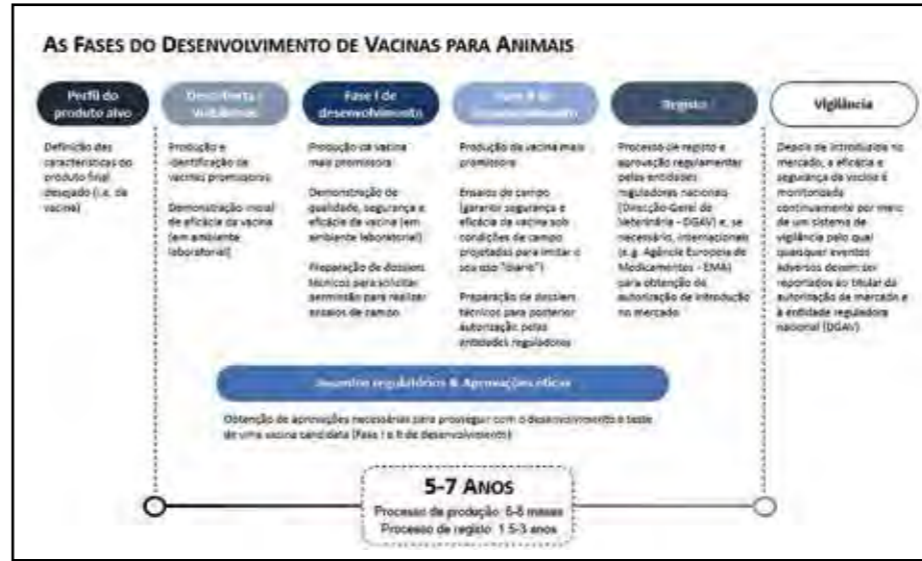 AS FASES DO DESENVOLVIMENTO DE VACINAS PARA ANIMAIS
Perfil do
produto alvo
Definição das
características do
produto final
desejado (i.e. da
vacina)
Produção e
identificação de
vacinas promissoras
Demonstração inicial
de eficácia da vacina
(em ambiente
laboratorial)
Fase I de
desenvolvimento
Produção da vacina
mais promissora
Demonstração de
qualidade, segurança e
eficácia da vacina (em
ambiente laboratorial)
Preparação de dossiers
técnicos para solicitar
permissão para realizar
ensaios de campo
Produção da vacina mais
promissora
Ensaios de campo
(garantir segurança e
eficácia da vacina sob
condições de campo
projetadas para imitar o
seu uso "diário")
Preparação de dossiers
técnicos para posterior
autorização pelas
entidades reguladores
Registo
Processo de registo e
aprovação regulamentar
pelas entidades
reguladoras nacionais
(Direcção-Geral de
Veterinária - DGAV) e, se
necessário, internacionais
(e.g. Agência Europeia do
Medicamentos - EMA)
para obtenção de
autorização de introdução
no mercado
Vigilância
Depois de introduzida no
mercado, a eficácia e
segurança da vacina é
monitorizada
continuamente por meio
de um sistema de
vigilância pelo qual
quaisquer eventos
adversos devem ser
reportados ao titular da
autorização de mercado e
à entidade reguladora
nacional (DGAV)
Assuntos regulatórios & Aprovações éticas
Obtenção de aprovações necessárias para prosseguir com o desenvolvimento e teste
de uma vacina candidata (Fase I e II de desenvolvimento)
5-7 ANOS
Processo de produção: 6-8 meses
Processo de registo: 1.5-3 anos